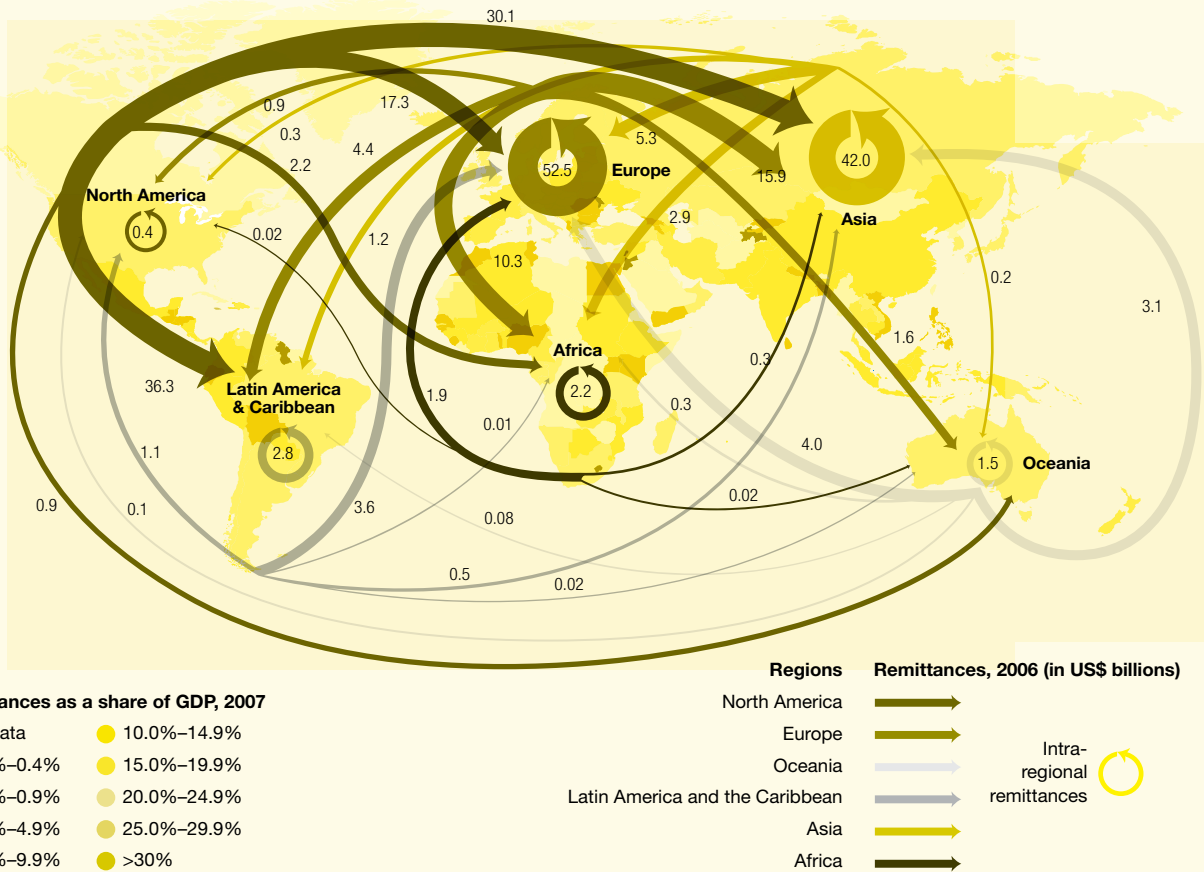 30.1
0.9
17.3
0.3
4.4
5.3
2.2
52.5
Europe
15.9
42.0
Asia
North America
0.4
0.02
1.2
2.9
10.3
0.2
3.1
1.6
Africa
0.3
2.2
36.3
Latin America
& Caribbean
1.9
0.3
0.01
4.0
1.1
2.8
1.5
Oceania
0.9
0.1
3.6
0.08
0.02
0.5
0.02
ances as a share of GDP, 2007
ata
10.0%–14.9%
%–0.4%
15.0%–19.9%
%–0.9%
20.0%–24.9%
%–4.9%
25.0%–29.9%
%–9.9%
>30%
Regions Remittances, 2006 (in US$ billions)
North America
Europe
Oceania
Latin America and the Caribbean
Asia
Africa
Intra-
regional
remittances